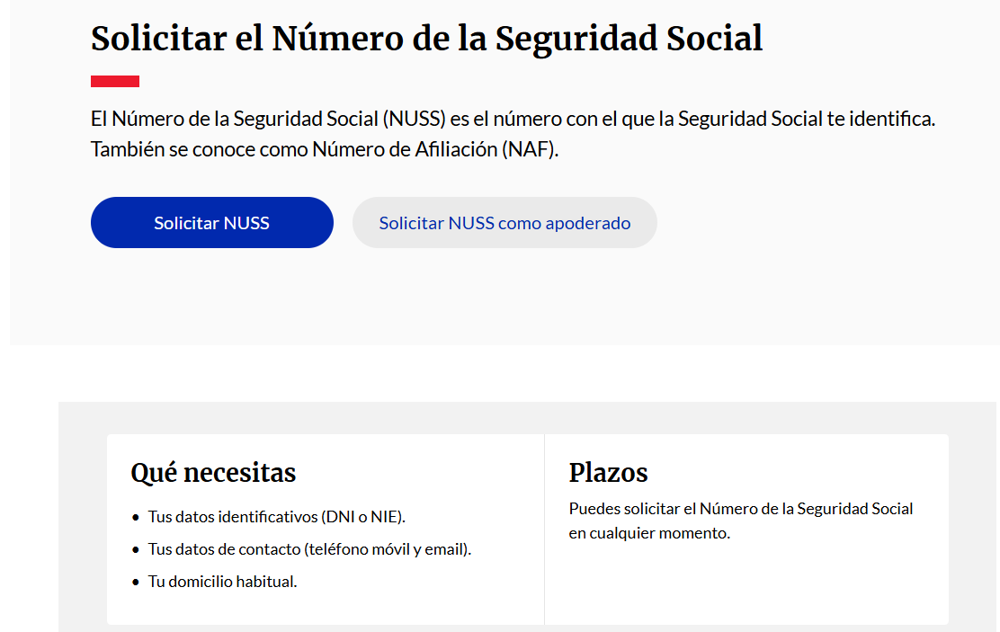 Solicitar el Número de la Seguridad Social
El Número de la Seguridad Social (NUSS) es el número con el que la Seguridad Social te identifica.
También se conoce como Número de Afiliación (NAF).
Solicitar NUSS
Solicitar NUSS como apoderado
Qué necesitas
• Tus datos identificativos (DNI o NIE).
• Tus datos de contacto (teléfono móvil y email).
• Tu domicilio habitual.
Plazos
Puedes solicitar el Número de la Seguridad Social
en cualquier momento.